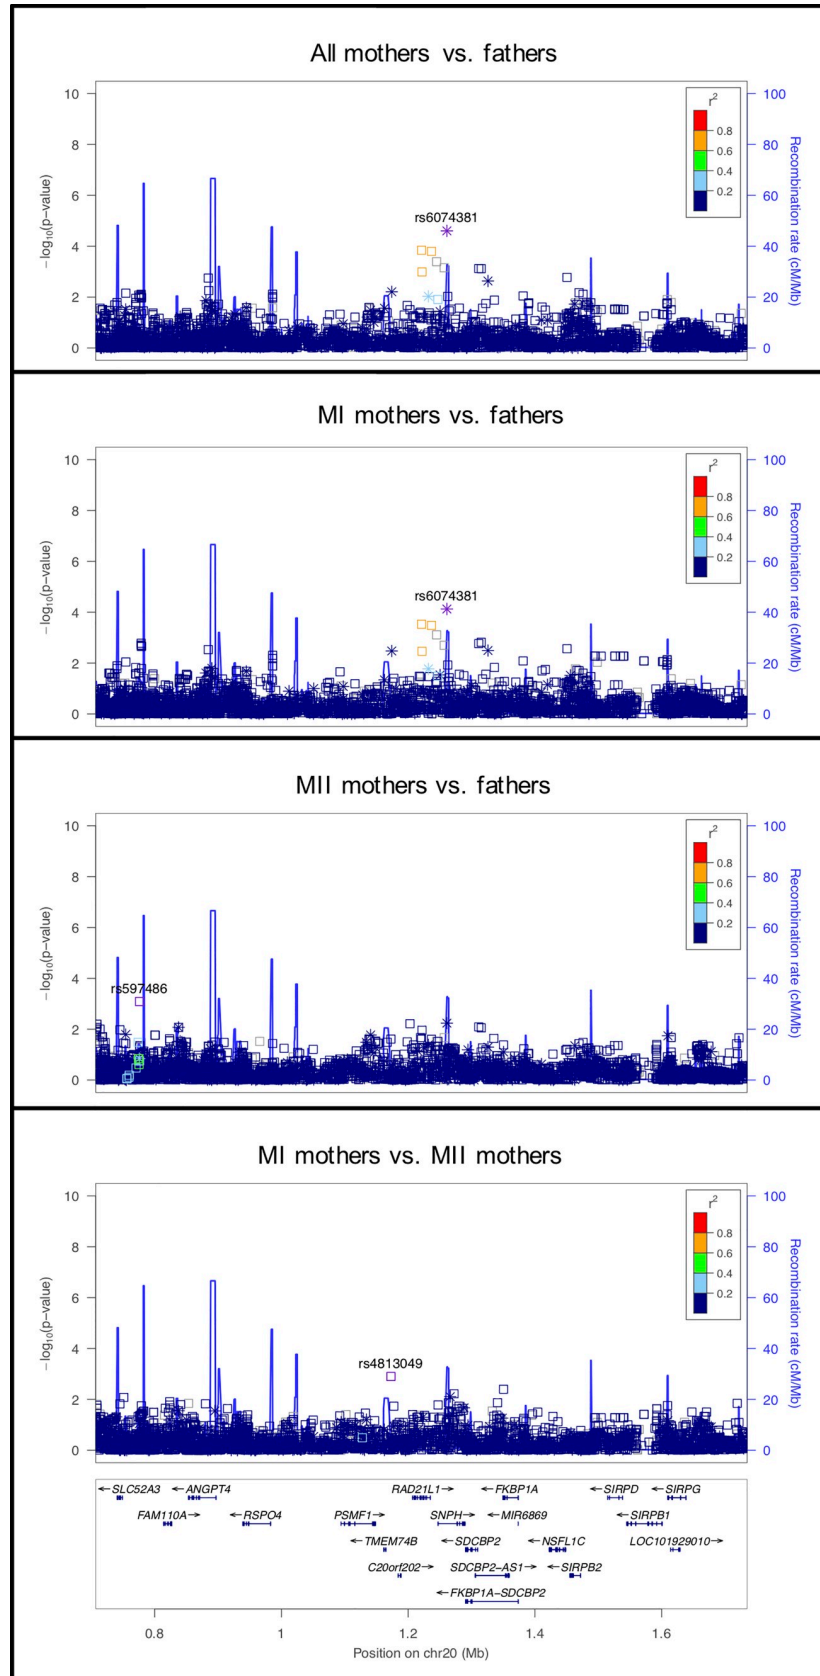 All mothers vs. fathers
10
8
6
4
2
0
−log10(p−value)
rs6074381
r2
0.8
0.6
0.4
0.2
100
80
60
40
20
0
Recombination rate (cM/Mb)
MI mothers vs. fathers
10
8
6
4
2
0
−log10(p−value)
rs6074381
r2
0.8
0.6
0.4
0.2
100
80
60
40
20
0
Recombination rate (cM/Mb)
MII mothers vs. fathers
10
8
6
4
2
0
−log10(p−value)
rs597486
r2
0.8
0.6
0.4
0.2
100
80
60
40
20
0
Recombination rate (cM/Mb)
MI mothers vs. MII mothers
10
8
6
4
2
0
−log10(p−value)
rs4813049
r2
0.8
0.6
0.4
0.2
100
80
60
40
20
0
Recombination rate (cM/Mb)
←SLC52A3 ←ANGPT4 RAD21L1→ ←FKBP1A ←SIRPD ←SIRPG
FAM110A→ ←RSPO4 PSMF1→ SNPH→ ←MIR6869 ←SIRPB1
←TMEM74B ←SDCBP2 ←NSFL1C LOC101929010→
C20orf202→ SDCBP2−AS1→ ←SIRPB2
←FKBP1A−SDCBP2
0.8 1 1.2 1.4 1.6
Position on chr20 (Mb)